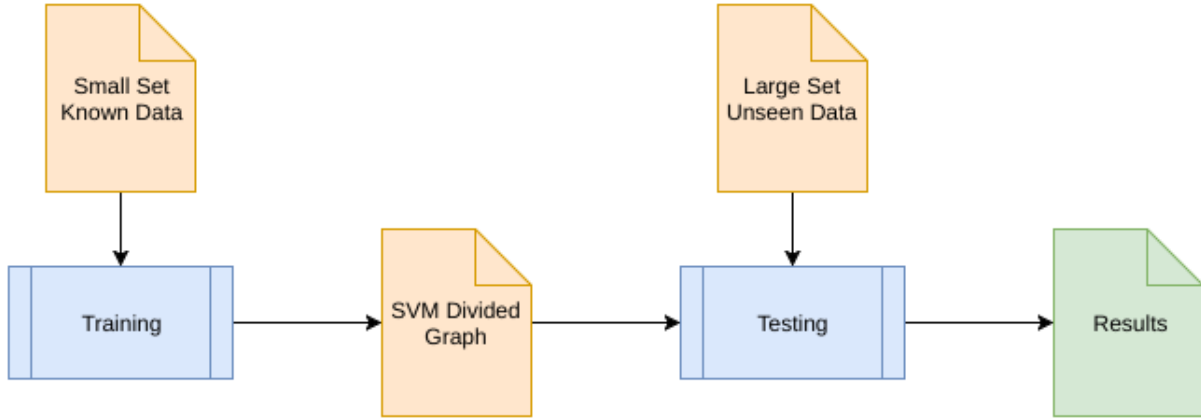 Small Set
Known Data
Large Set
Unseen Data
Training
SVM Divided
Graph
Testing
Results